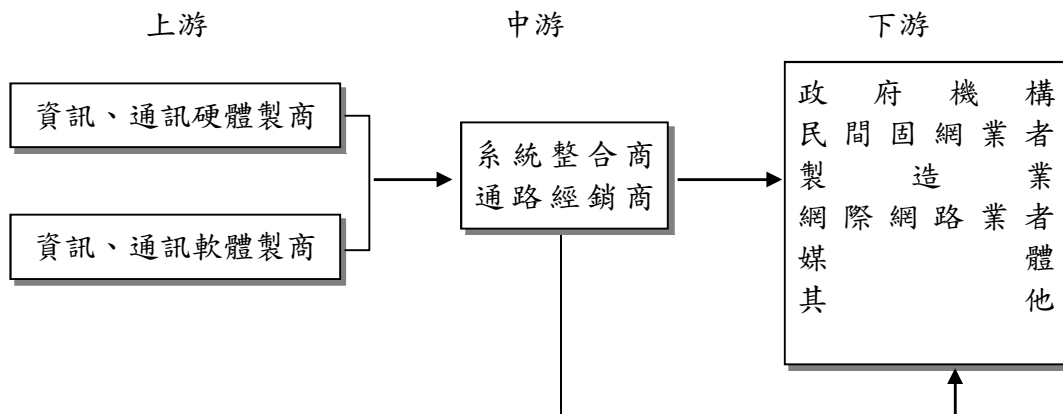 上游 中游 下游
資訊、通訊硬體製商
資訊、通訊軟體製商
系統整合商
通路經銷商
政府機構
民間固網業者
製造業
網際網路業者
媒體
其他